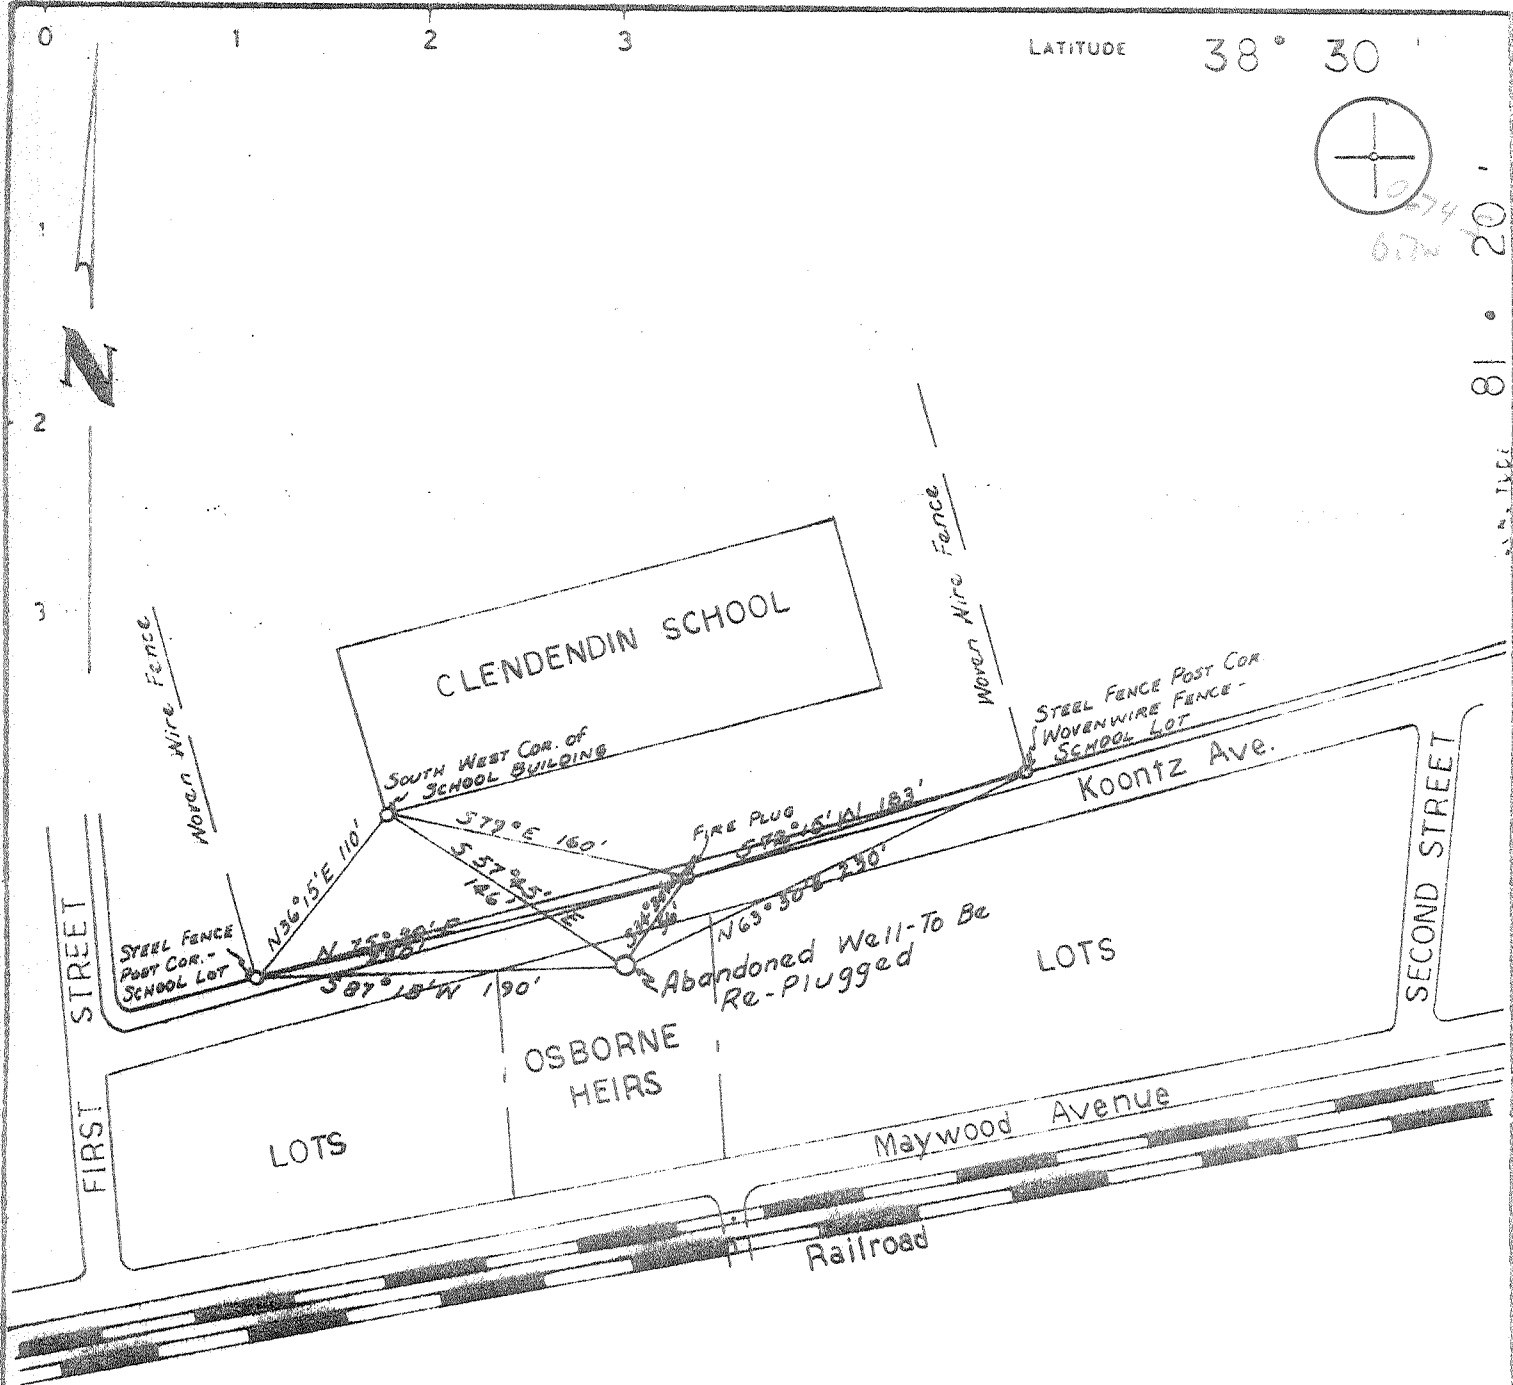 0 1 2 3
LATITUDE 38° 30'
1
2
3
81 • 20'
N
Woven Wire Fence
Woven Wire Fence
CLENDENDIN SCHOOL
SOUTH WEST COR. of
SCHOOL BUILDING
STEEL FENCE POST COR
WOVENWIRE FENCE-
SCHOOL LOT
Koontz Ave.
FIRE PLUG
S 79° E 160'
S 57° 45'
146'
E
N36°15'E 110'
183'
N63°30'E 230'
STEEL FENCE
POST COR.-
SCHOOL LOT
S 87° 18' W 190'
Abandoned Well-To Be
Re-Plugged
LOTS
OSBORNE
HEIRS
LOTS
FIRST STREET
SECOND STREET
Maywood Avenue
Railroad